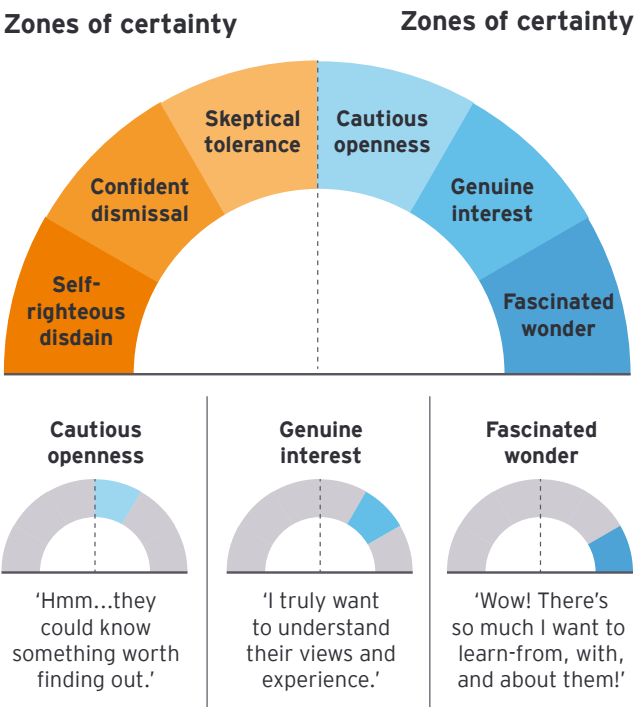 Zones of certainty
Zones of certainty
Skeptical
tolerance
Cautious
openness
Confident
dismissal
Genuine
interest
Self-
righteous
disdain
Fascinated
wonder
Cautious
openness
'Hmm...they
could know
something worth
finding out.'
Genuine
interest
'I truly want
to understand
their views and
experience.'
Fascinated
wonder
'Wow! There's
so much I want to
learn-from, with,
and about them!'